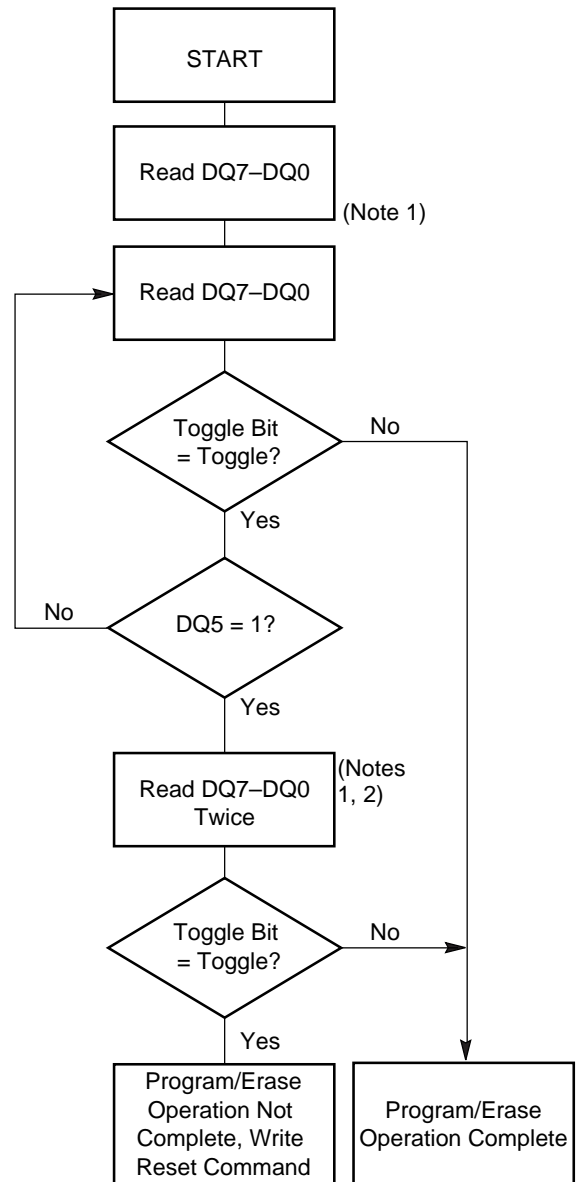 START
Read DQ7–DQ0
(Note 1)
Read DQ7–DQ0
Toggle Bit
= Toggle?
No
Yes
No
DQ5 = 1?
Yes
Read DQ7–DQ0
Twice
(Notes
1, 2)
Toggle Bit
= Toggle?
No
Yes
Program/Erase
Operation Not
Complete, Write
Reset Command
Program/Erase
Operation Complete